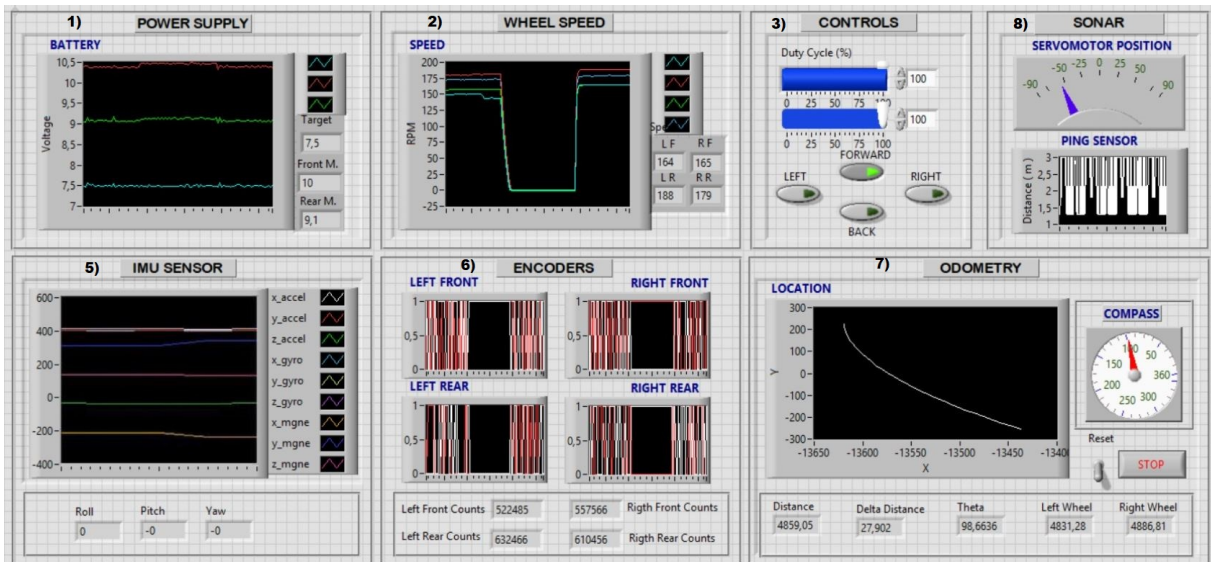 1) POWER SUPPLY
BATTERY
Voltage
10,5
10
9,5
9
8,5
8
7,5
7
Target
7,5
Front M.
10
Rear M.
9,1
2) WHEEL SPEED
SPEED
RPM
200
175
150
125
100
75
50
25
0
-25
Spe
L F R F
164 165
L R R R
188 179
3) CONTROLS
Duty Cycle (%)
100
0 25 50 75 100
100
0 25 50 75 100
FORWARD
LEFT RIGHT
BACK
8) SONAR
SERVOMOTOR POSITION
-90 -50 -25 0 25 50 90
PING SENSOR
Distance ( m )
3
2,5
2
1,5
1
5) IMU SENSOR
600
400
200
0
-200
-400
x_accel
y_accel
z_accel
x_gyro
y_gyro
z_gyro
x_mgne
y_mgne
z_mgne
Roll Pitch Yaw
0 -0 -0
6) ENCODERS
LEFT FRONT RIGHT FRONT
1 1
0,5 0,5
0 0
LEFT REAR RIGHT REAR
1 1
0,5 0,5
0 0
Left Front Counts 522485 557566 Rigth Front Counts
Left Rear Counts 632466 610456 Rigth Rear Counts
7) ODOMETRY
LOCATION
Y
300
200
100
0
-100
-200
-300
-13650 -13600 -13550 -13500 -13450 -13400
X
COMPASS
100 50
150 360
200 300
250
Reset
STOP
Distance Delta Distance Theta Left Wheel Right Wheel
4859,05 27,902 98,6636 4831,28 4886,81